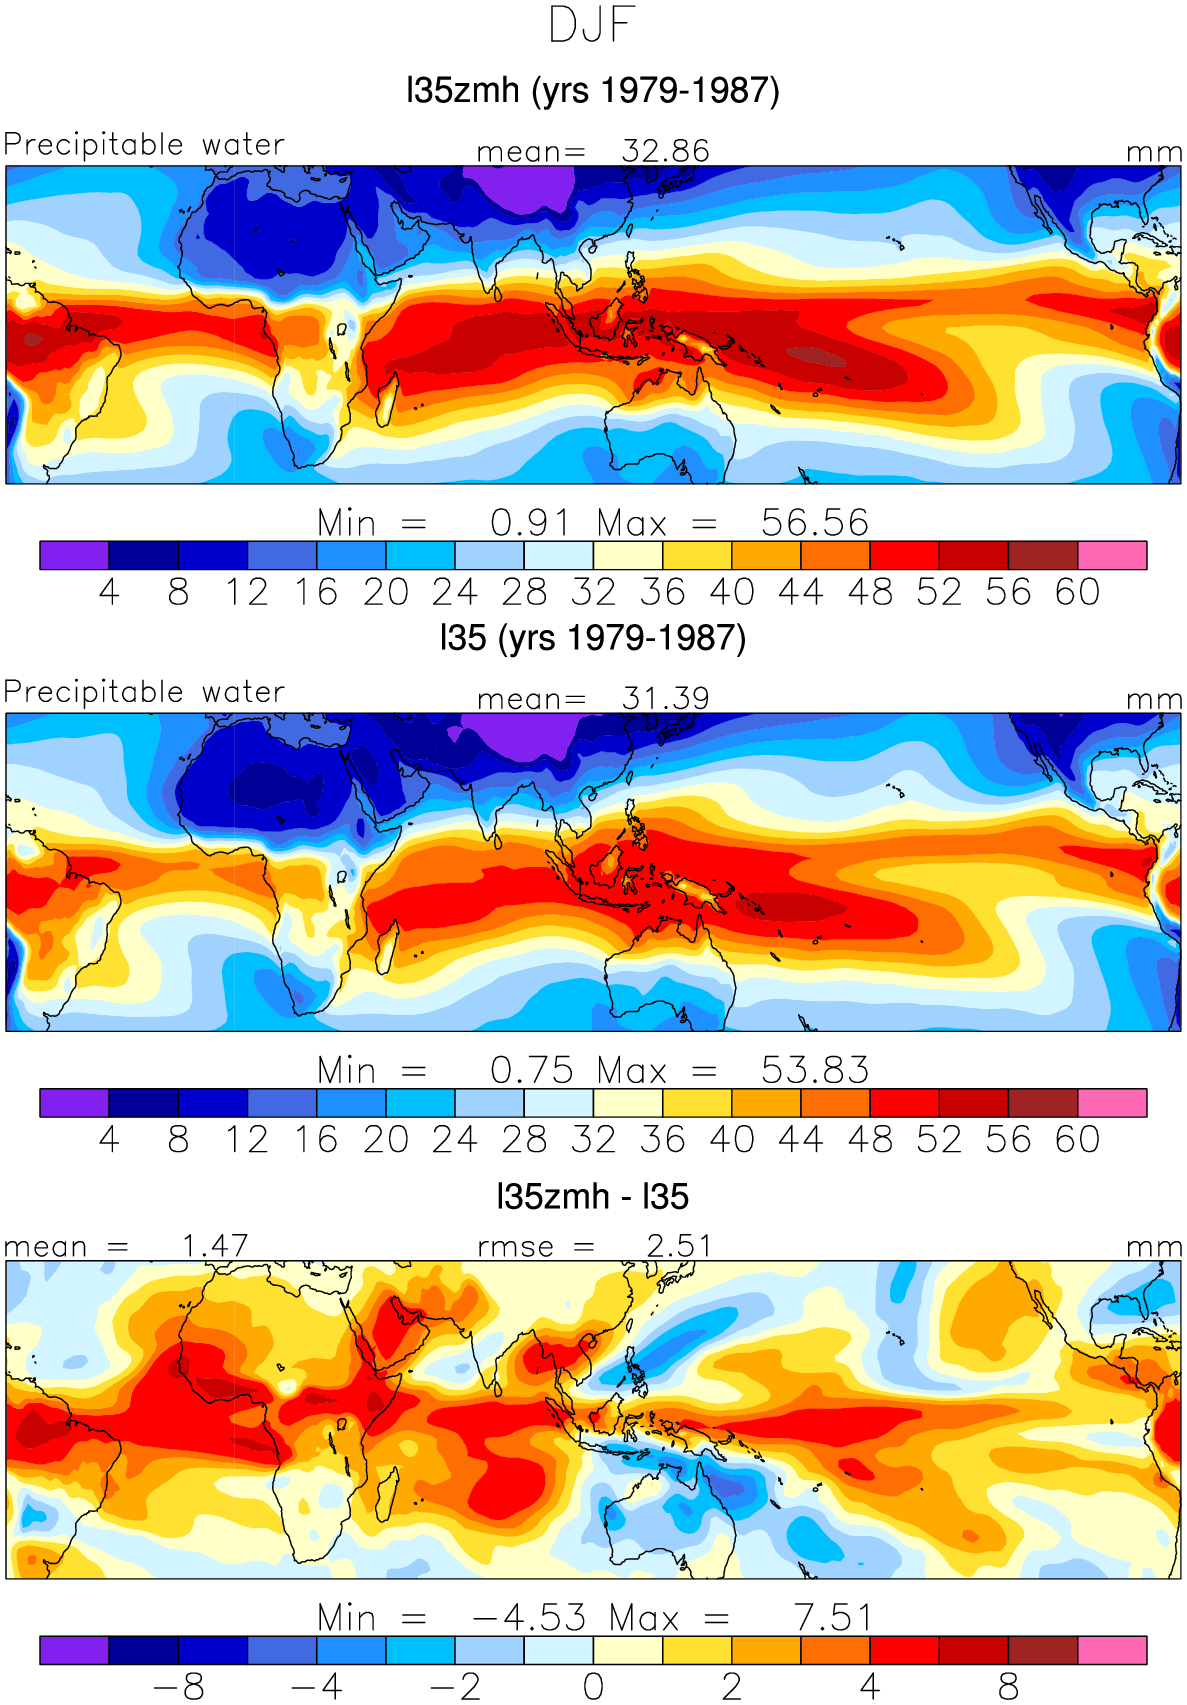 DJF
l35zmh (yrs 1979-1987)
Precipitable water mean= 32.86 mm
Min = 0.91 Max = 56.56
4 8 12 16 20 24 28 32 36 40 44 48 52 56 60
l35 (yrs 1979-1987)
Precipitable water mean= 31.39 mm
Min = 0.75 Max = 53.83
4 8 12 16 20 24 28 32 36 40 44 48 52 56 60
l35zmh - l35
mean = 1.47 rmse = 2.51 mm
Min = −4.53 Max = 7.51
−8 −4 −2 0 2 4 8